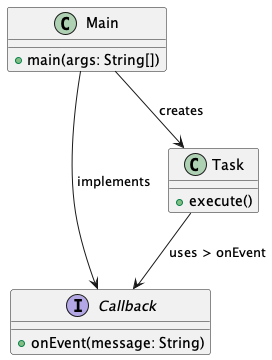 C Main
+main(args: String[])
creates
implements
C Task
execute()
uses > onEvent
I Callback
onEvent(message: String)